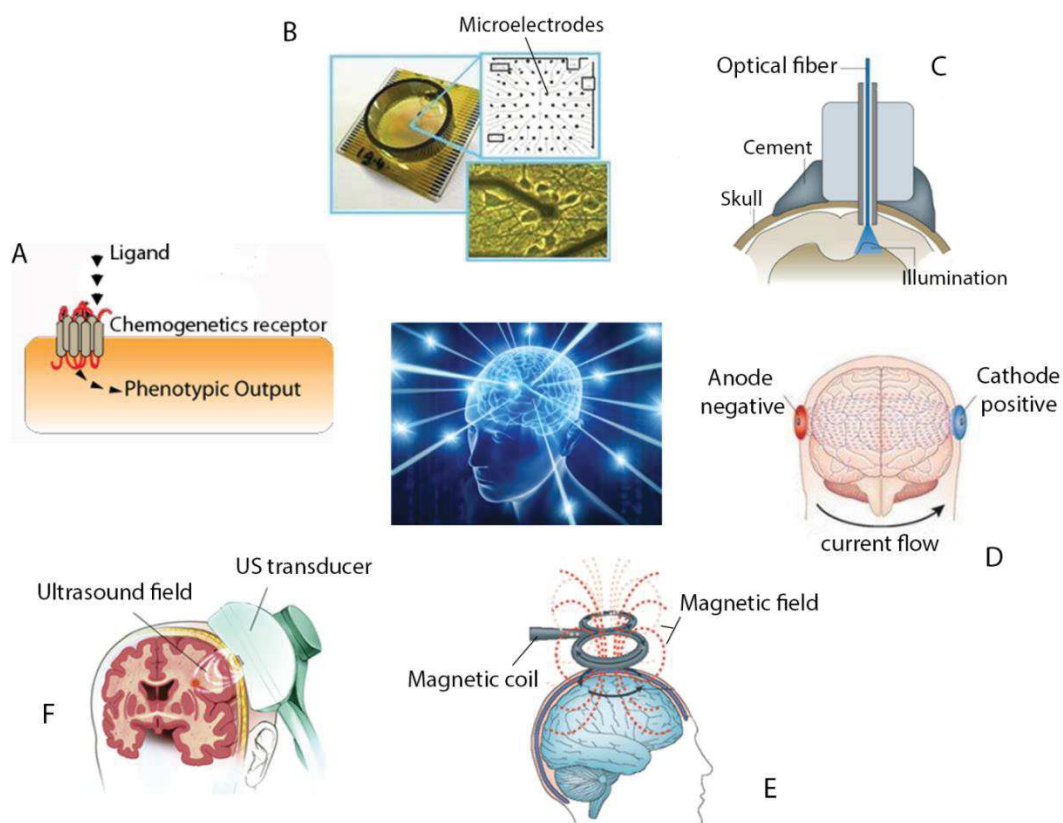 B
Microelectrodes
194
Optical fiber
C
Cement
Skull
Illumination
A
Ligand
Chemogenetics receptor
Phenotypic Output
Anode
negative
Cathode
positive
current flow
D
US transducer
Ultrasound field
F
Magnetic field
Magnetic coil
E